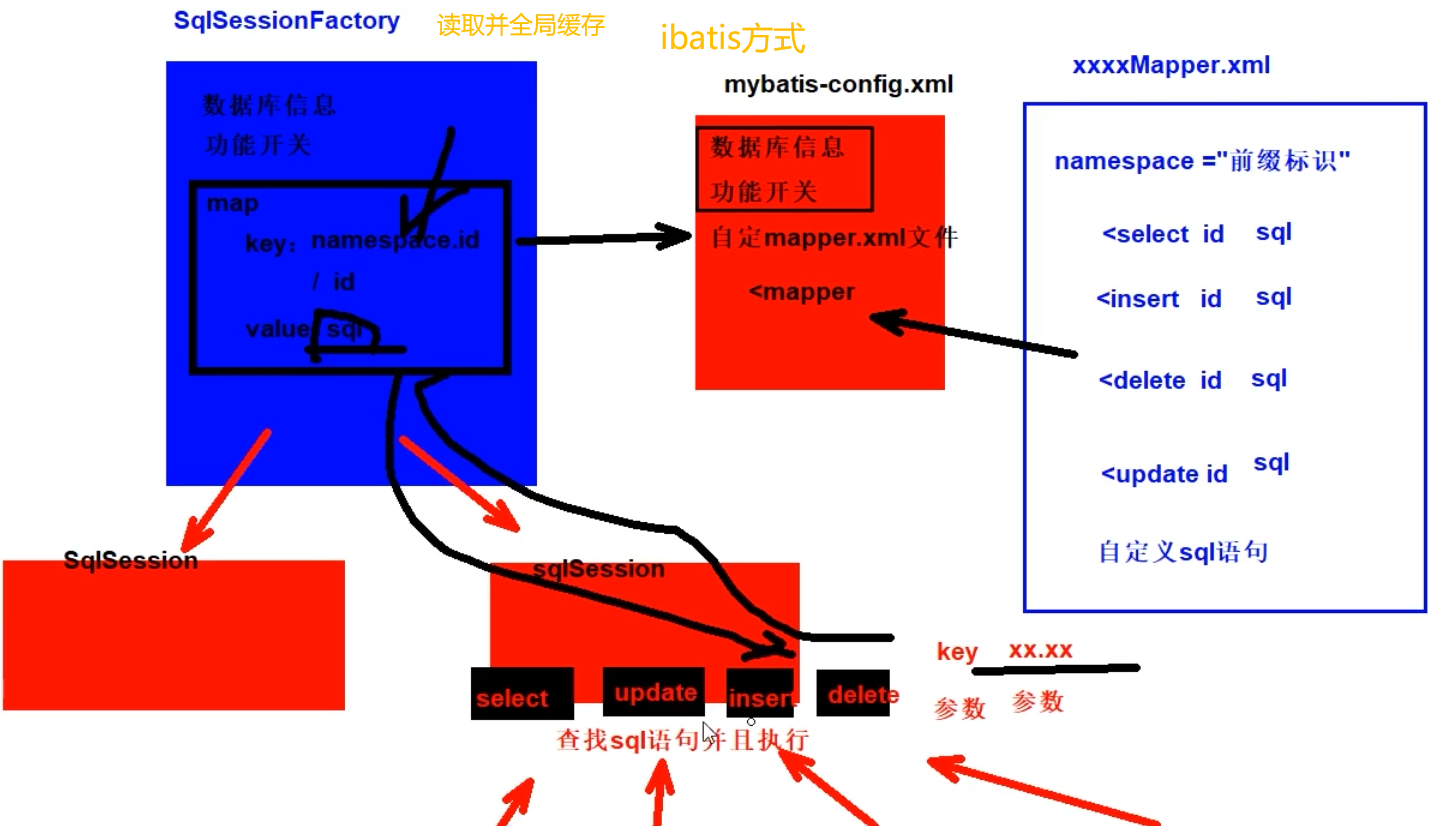 SqlSessionFactory 读取并全局缓存
ibatis方式
数据库信息
功能开关
map
key：namespace.id
/ id
value: sql
mybatis-config.xml
数据库信息
功能开关
自定mapper.xml文件
<mapper
xxxxMapper.xml
namespace ="前缀标识"
<select id sql
<insert id sql
<delete id sql
<update id sql
自定义sql语句
SqlSession
sqlSession
select update insert delete
key xx.xx
参数 参数
查找sql语句并且执行